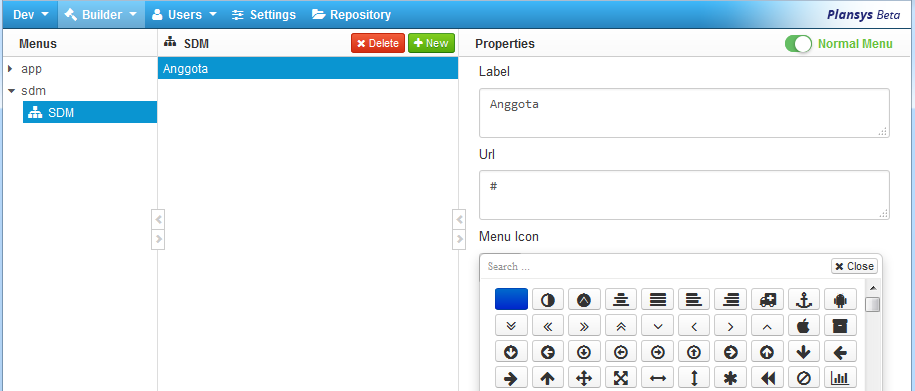 Dev Builder Users Settings Repository Plansys Beta
Menus SDM Delete New Properties Normal Menu
app
sdm
SDM
Anggota
Label
Anggota
Url
#
Menu Icon
Search ... Close